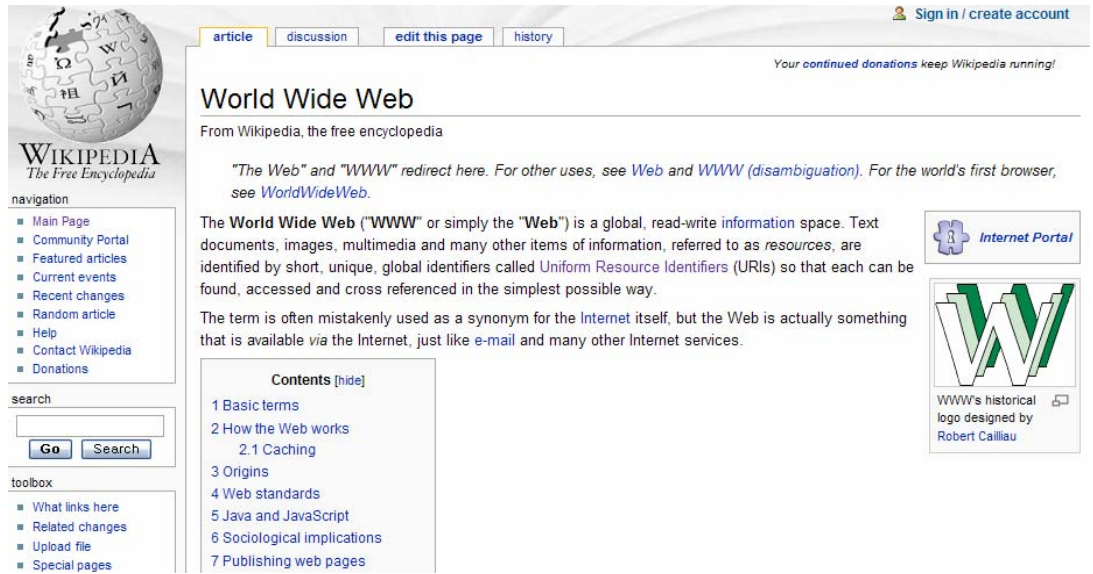 Sign in / create account
article
discussion
edit this page
history
Your continued donations keep Wikipedia running!
WIKIPEDIA
The Free Encyclopedia
navigation
Main Page
Community Portal
Featured articles
Current events
Recent changes
Random article
Help
Contact Wikipedia
Donations
search
Go
Search
toolbox
What links here
Related changes
Upload file
Special pages
World Wide Web
From Wikipedia, the free encyclopedia
"The Web" and "WWW" redirect here. For other uses, see Web and WWW (disambiguation). For the world's first browser,
see WorldWideWeb.
The World Wide Web ("WWW" or simply the "Web") is a global, read-write information space. Text
documents, images, multimedia and many other items of information, referred to as resources, are
identified by short, unique, global identifiers called Uniform Resource Identifiers (URIs) so that each can be
found, accessed and cross referenced in the simplest possible way.
The term is often mistakenly used as a synonym for the Internet itself, but the Web is actually something
that is available via the Internet, just like e-mail and many other Internet services.
Contents [hide]
1 Basic terms
2 How the Web works
2.1 Caching
3 Origins
4 Web standards
5 Java and JavaScript
6 Sociological implications
7 Publishing web pages
Internet Portal
WWW
WWW's historical
logo designed by
Robert Cailliau